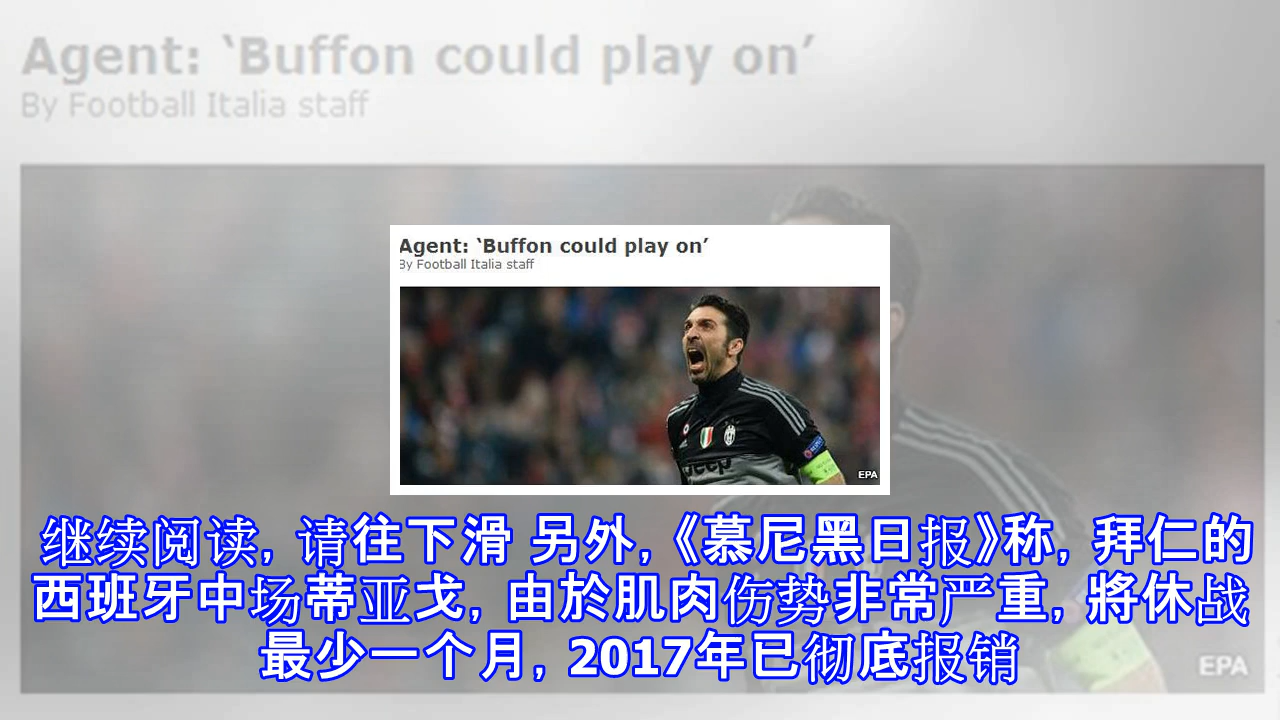 Agent: ‘Buffon could play on’
By Football Italia staff
Agent: ‘Buffon could play on’
By Football Italia staff
Jeep
EPA
继续阅读, 请往下滑 另外,《慕尼黑日报》称, 拜仁的
西班牙中场蒂亚戈, 由於肌肉伤势非常严重, 將休战
最少一个月, 2017年已彻底报销
EPA